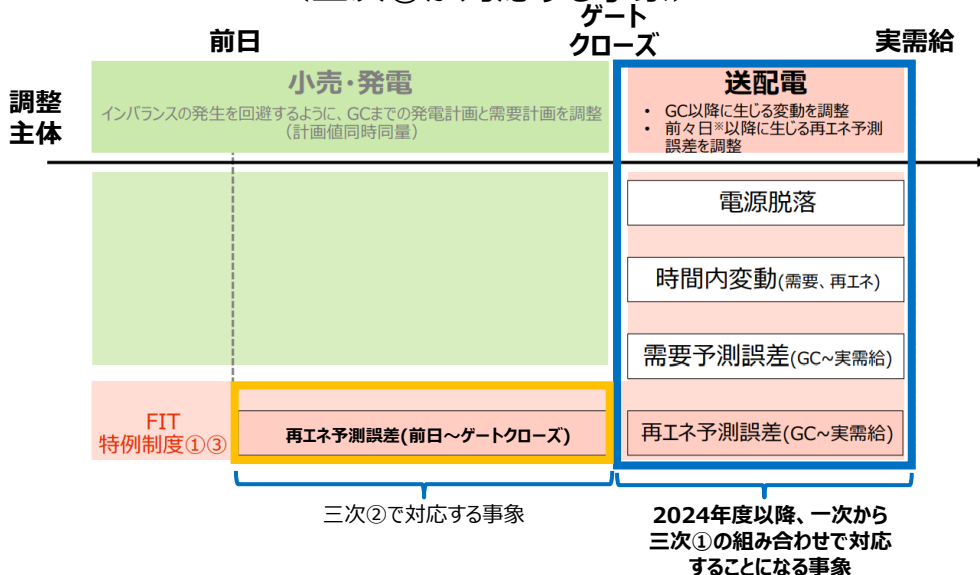 前日
ゲート
クローズ
実需給
調整
主体
小売・発電
インバランスの発生を回避するように、GCまでの発電計画と需要計画を調整
（計画値同時同量）
送配電
• GC以降に生じる変動を調整
• 前々日※以降に生じる再エネ予測
誤差を調整
電源脱落
時間内変動(需要、再エネ)
需要予測誤差(GC~実需給)
FIT
特例制度①③
再エネ予測誤差(前日～ゲートクローズ)
再エネ予測誤差(GC~実需給)
三次②で対応する事象
2024年度以降、一次から
三次①の組み合わせで対応
することになる事象